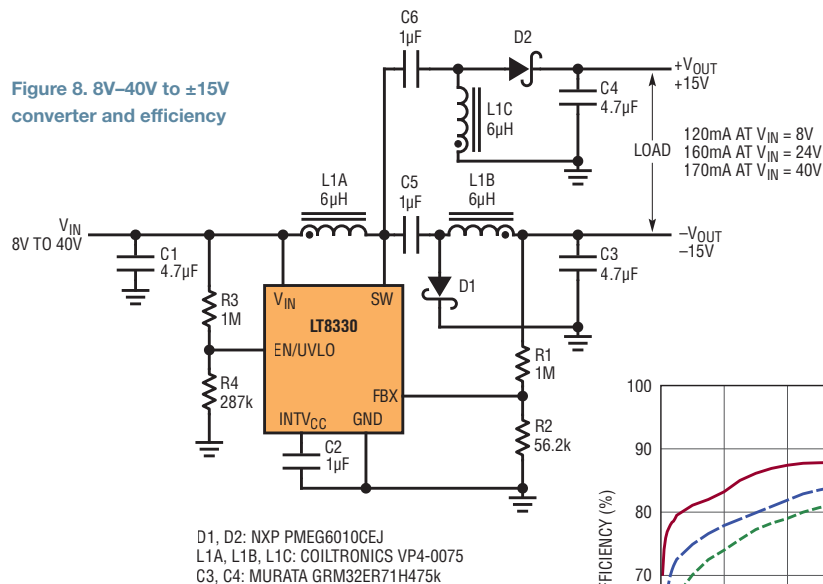 Figure 8. 8V–40V to ±15V
converter and efficiency
C6
1µF
D2
+VOUT
+15V
L1C
6µH
C4
4.7µF
LOAD
120mA AT VIN = 8V
160mA AT VIN = 24V
170mA AT VIN = 40V
L1A
6µH
C5
1µF
L1B
6µH
VIN
8V TO 40V
–VOUT
–15V
C1
4.7µF
D1
C3
4.7µF
R3
1M
VIN
SW
LT8330
EN/UVLO
R1
1M
R4
287k
FBX
INTVCC
GND
R2
56.2k
C2
1µF
D1, D2: NXP PMEG6010CEJ
L1A, L1B, L1C: COILTRONICS VP4-0075
C3, C4: MURATA GRM32ER71H475k
100
90
80
70